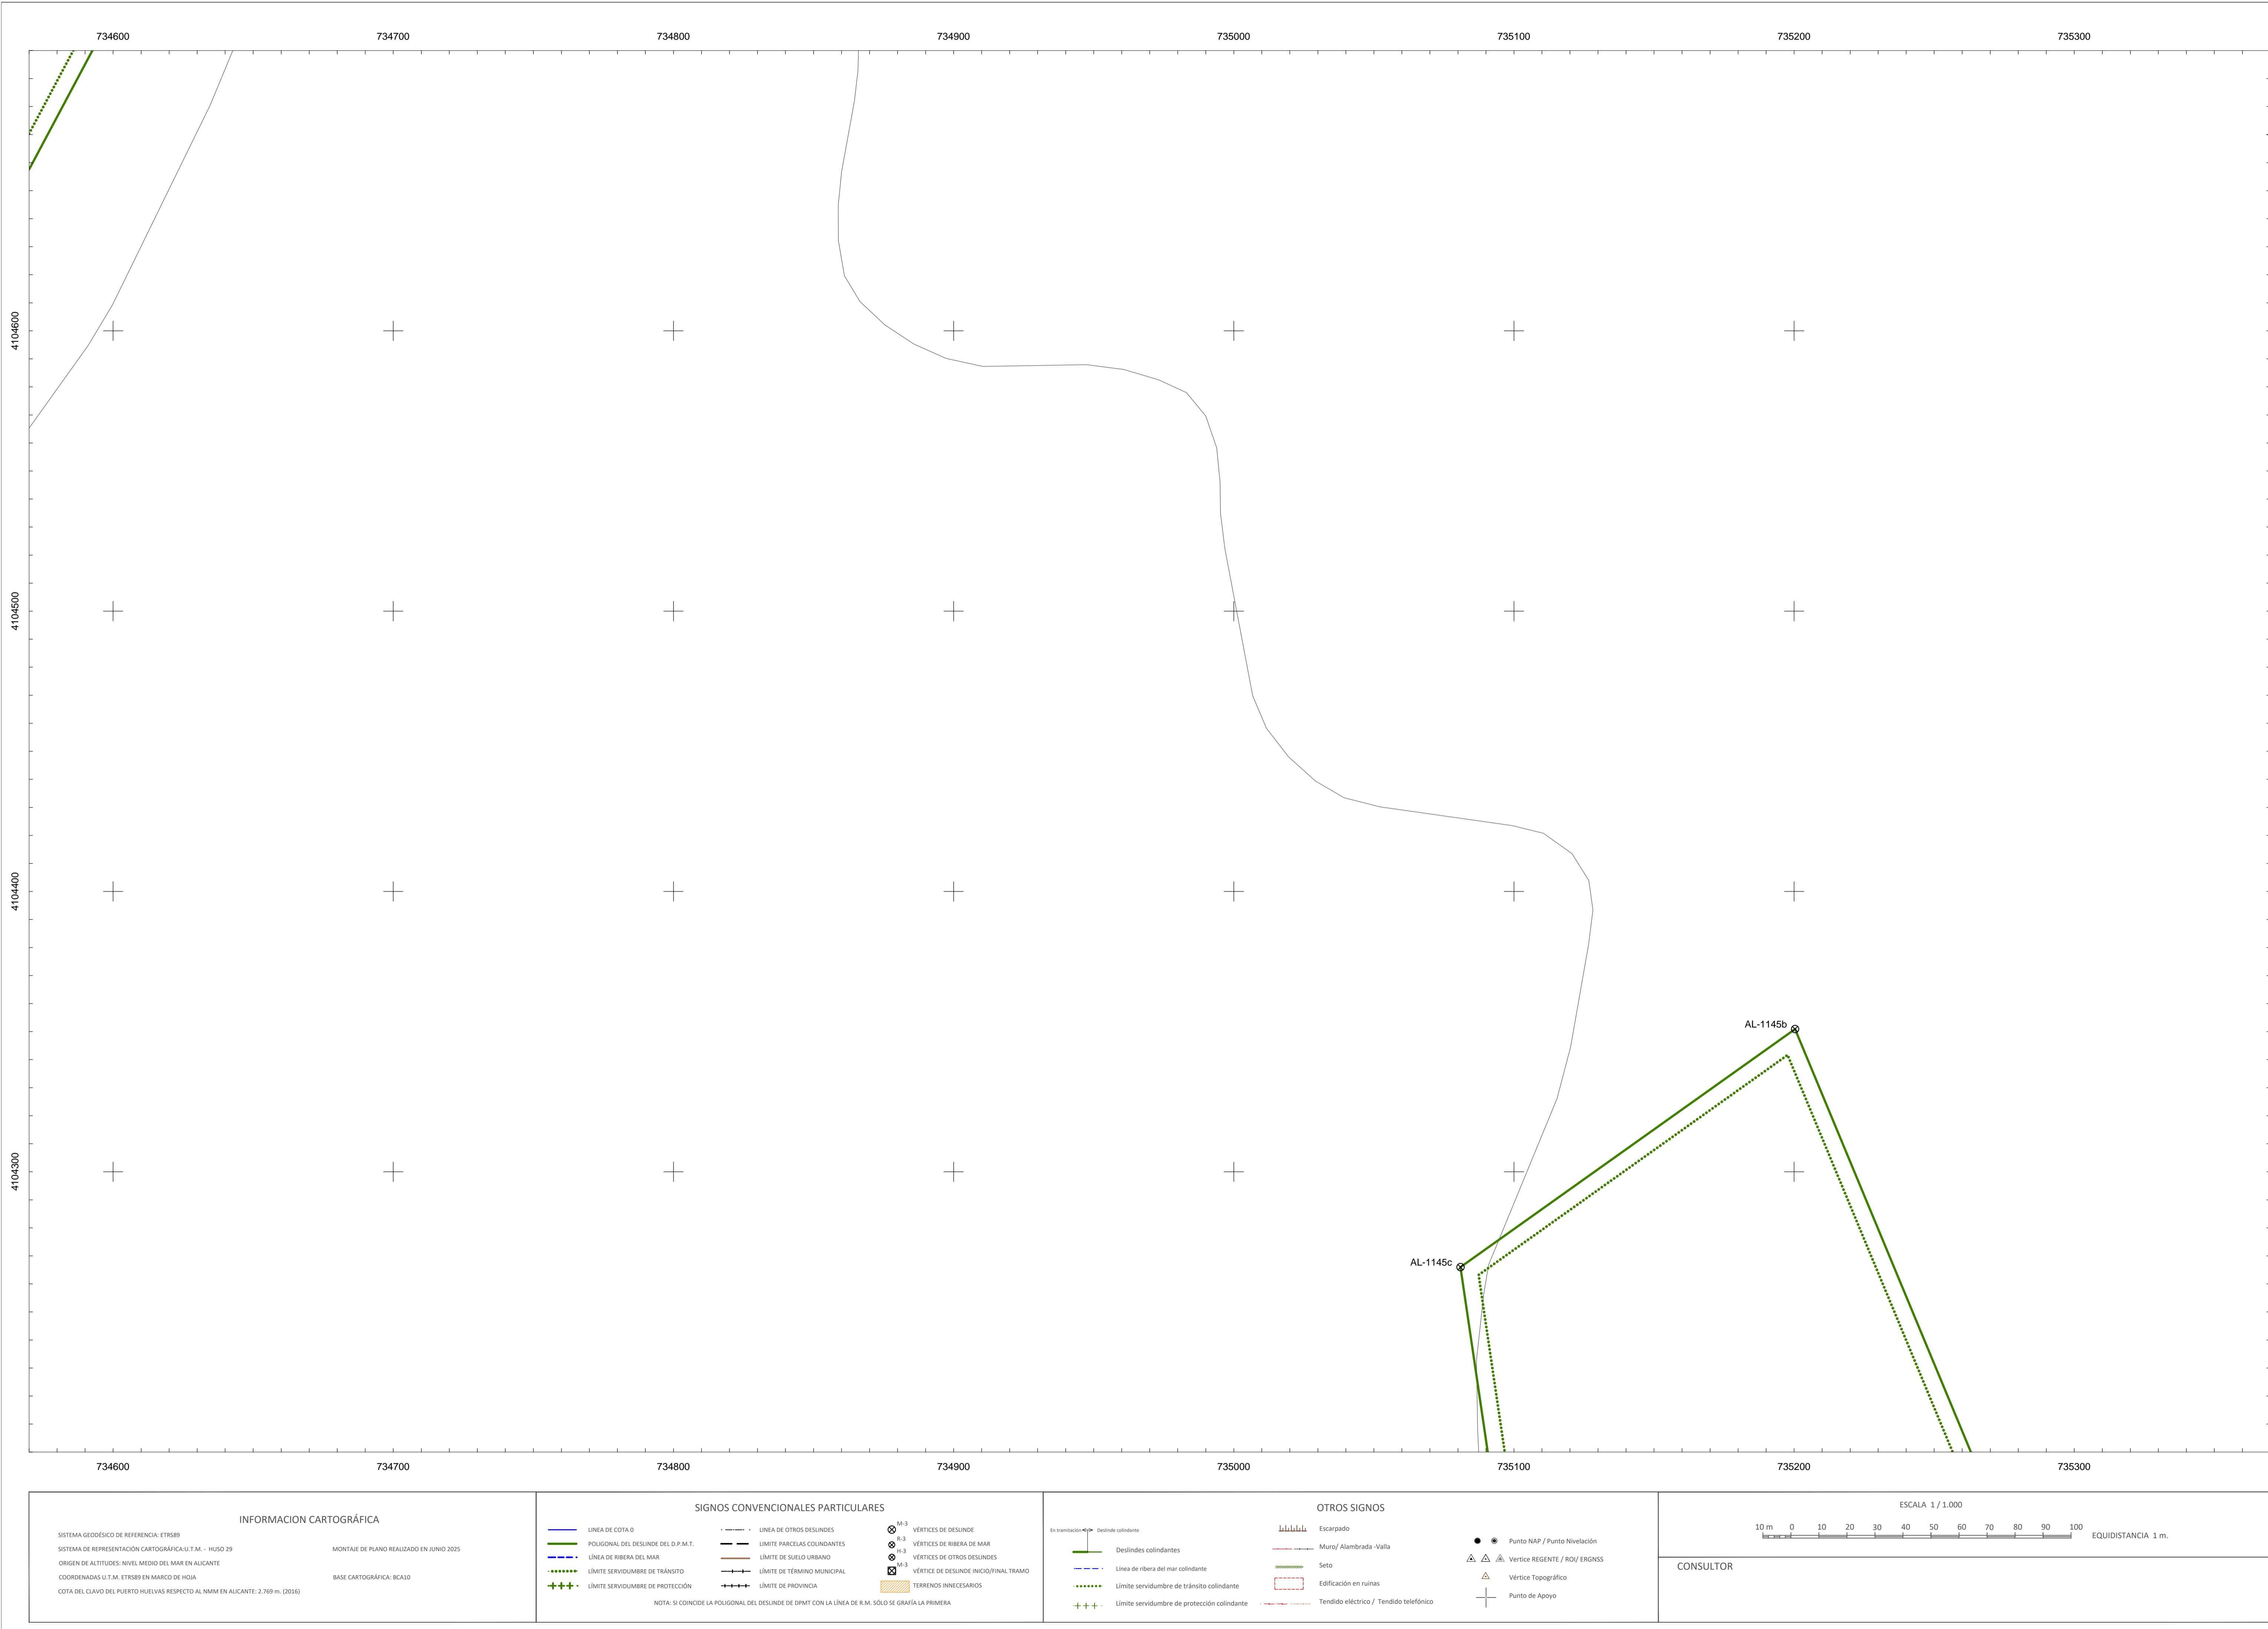 734600 734700 734800 734900 735000 735100 735200 735300
4104600
4104500
4104400
4104300
AL-1145b
AL-1145c
734600 734700 734800 734900 735000 735100 735200 735300
INFORMACION CARTOGRÁFICA
SISTEMA GEODÉSICO DE REFERENCIA: ETRS89
SISTEMA DE REPRESENTACIÓN CARTOGRÁFICA:U.T.M. - HUSO 29
MONTAJE DE PLANO REALIZADO EN JUNIO 2025
ORIGEN DE ALTITUDES: NIVEL MEDIO DEL MAR EN ALICANTE
COORDENADAS U.T.M. ETRS89 EN MARCO DE HOJA
BASE CARTOGRÁFICA: BCA10
COTA DEL CLAVO DEL PUERTO HUELVAS RESPECTO AL NMM EN ALICANTE: 2.769 m. (2016)
SIGNOS CONVENCIONALES PARTICULARES
LINEA DE COTA 0
POLIGONAL DEL DESLINDE DEL D.P.M.T.
LÍNEA DE RIBERA DEL MAR
LÍMITE SERVIDUMBRE DE TRÁNSITO
LÍMITE SERVIDUMBRE DE PROTECCIÓN
LINEA DE OTROS DESLINDES
LIMITE PARCELAS COLINDANTES
LÍMITE DE SUELO URBANO
LÍMITE DE TÉRMINO MUNICIPAL
LÍMITE DE PROVINCIA
M-3
VÉRTICES DE DESLINDE
R-3
VÉRTICES DE RIBERA DE MAR
H-3
VÉRTICES DE OTROS DESLINDES
M-3
VÉRTICE DE DESLINDE INICIO/FINAL TRAMO
TERRENOS INNECESARIOS
NOTA: SI COINCIDE LA POLIGONAL DEL DESLINDE DE DPMT CON LA LÍNEA DE R.M. SÓLO SE GRAFÍA LA PRIMERA
OTROS SIGNOS
En tramitación Deslinde colindante
Deslindes colindantes
Línea de ribera del mar colindante
Límite servidumbre de tránsito colindante
Límite servidumbre de protección colindante
Escarpado
Muro/ Alambrada -Valla
Seto
Edificación en ruinas
Tendido eléctrico / Tendido telefónico
Punto NAP / Punto Nivelación
Vertice REGENTE / ROI/ ERGNSS
Vértice Topográfico
Punto de Apoyo
ESCALA 1 / 1.000
10 m 0 10 20 30 40 50 60 70 80 90 100
EQUIDISTANCIA 1 m.
CONSULTOR